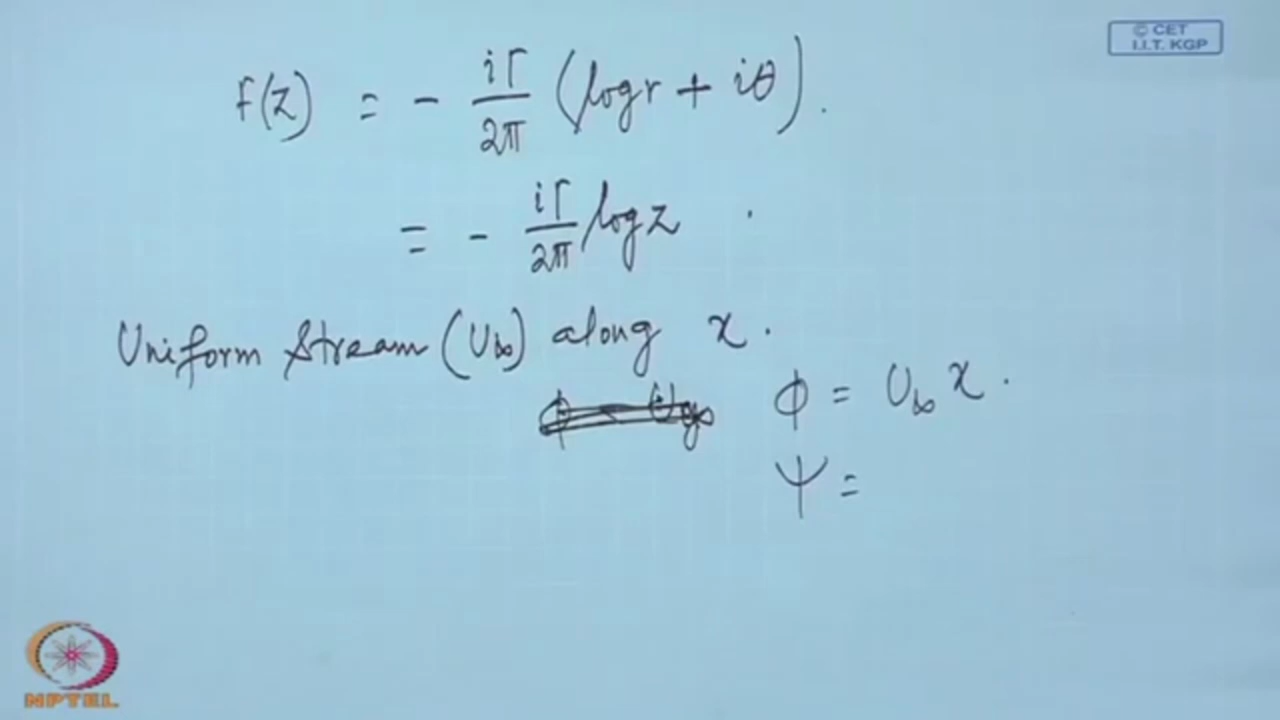 © CET
I.I.T. KGP
F(z) = - iΓ/2π (log r + iθ).
= - iΓ/2π log z .
Uniform Stream (U∞) along x.
φ = U∞ x.
ψ =
NPTEL